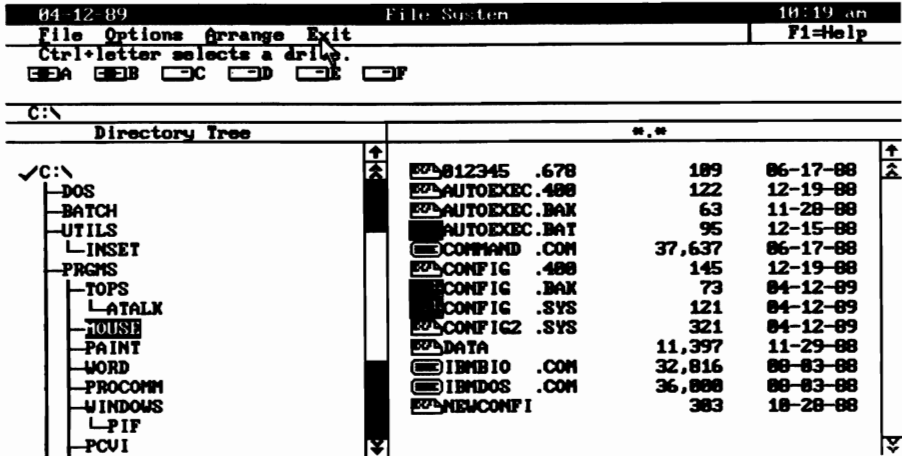 04-12-89 File System 10:19 am
File Options Arrange Exit F1=Help
Ctrl+letter selects a drive.
A B C D E F
C:\
Directory Tree *.*
C:\
DOS
BATCH
UTILS
INSET
PRGMS
TOPS
ATALK
MOUSE
PAINT
WORD
PROCOMM
WINDOWS
PIF
PCVI
012345 .678 109 06-17-88
AUTOEXEC.400 122 12-19-88
AUTOEXEC.BAK 63 11-28-88
AUTOEXEC.BAT 95 12-15-88
COMMAND .COM 37,637 06-17-88
CONFIG .400 145 12-19-88
CONFIG .BAK 73 04-12-89
CONFIG .SYS 121 04-12-89
CONFIG2 .SYS 321 04-12-89
DATA 11,397 11-29-88
IBMBIO .COM 32,816 08-03-88
IBMDOS .COM 36,000 08-03-88
NEWCONFI 303 10-28-88